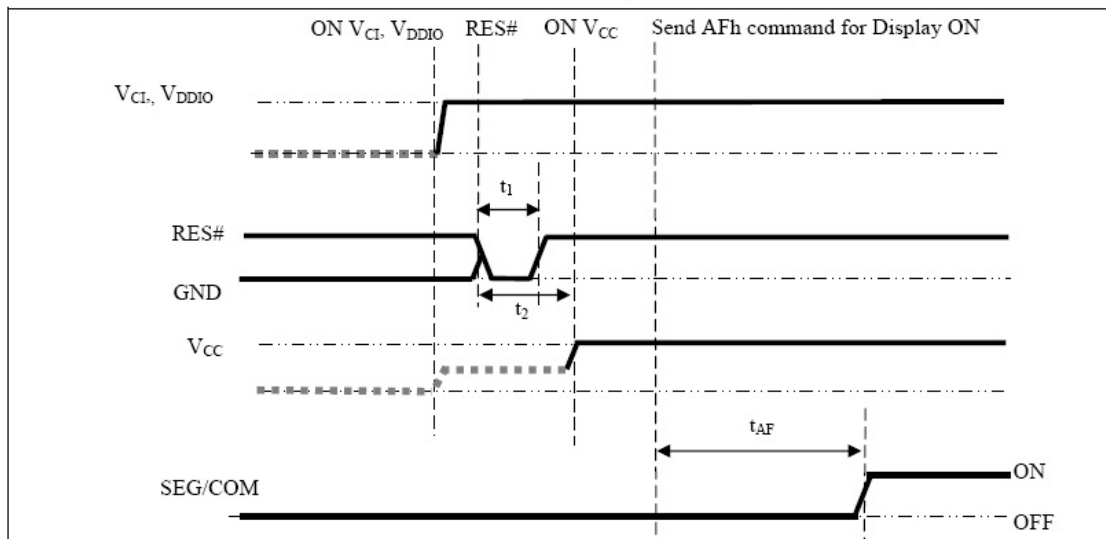 ON V_CI, V_DDIO RES# ON V_CC Send AFh command for Display ON
V_CI,, V_DDIO
t_1
RES#
GND
t_2
V_CC
t_AF
SEG/COM
ON
OFF